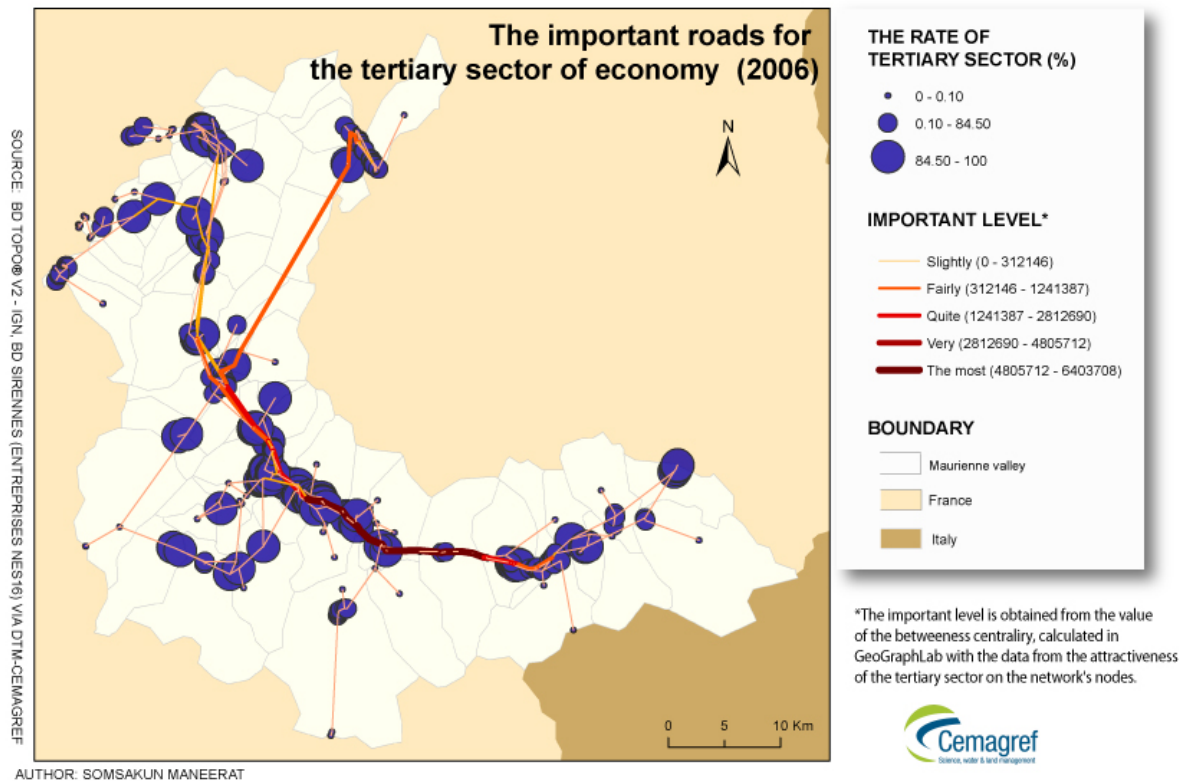 The important roads for
the tertiary sector of economy (2006)
N
0 5 10 Km
SOURCE: BD TOPO® V2 - IGN, BD SIRENNES (ENTREPRISES NES16) VIA DTM-CEMAGREF
AUTHOR: SOMSAKUN MANEERAT
THE RATE OF
TERTIARY SECTOR (%)
0 - 0.10
0.10 - 84.50
84.50 - 100
IMPORTANT LEVEL*
Slightly (0 - 312146)
Fairly (312146 - 1241387)
Quite (1241387 - 2812690)
Very (2812690 - 4805712)
The most (4805712 - 6403708)
BOUNDARY
Maurienne valley
France
Italy
*The important level is obtained from the value
of the betweeness centraliry, calculated in
GeoGraphLab with the data from the attractiveness
of the tertiary sector on the network's nodes.
Cemagref
Science, water & land management